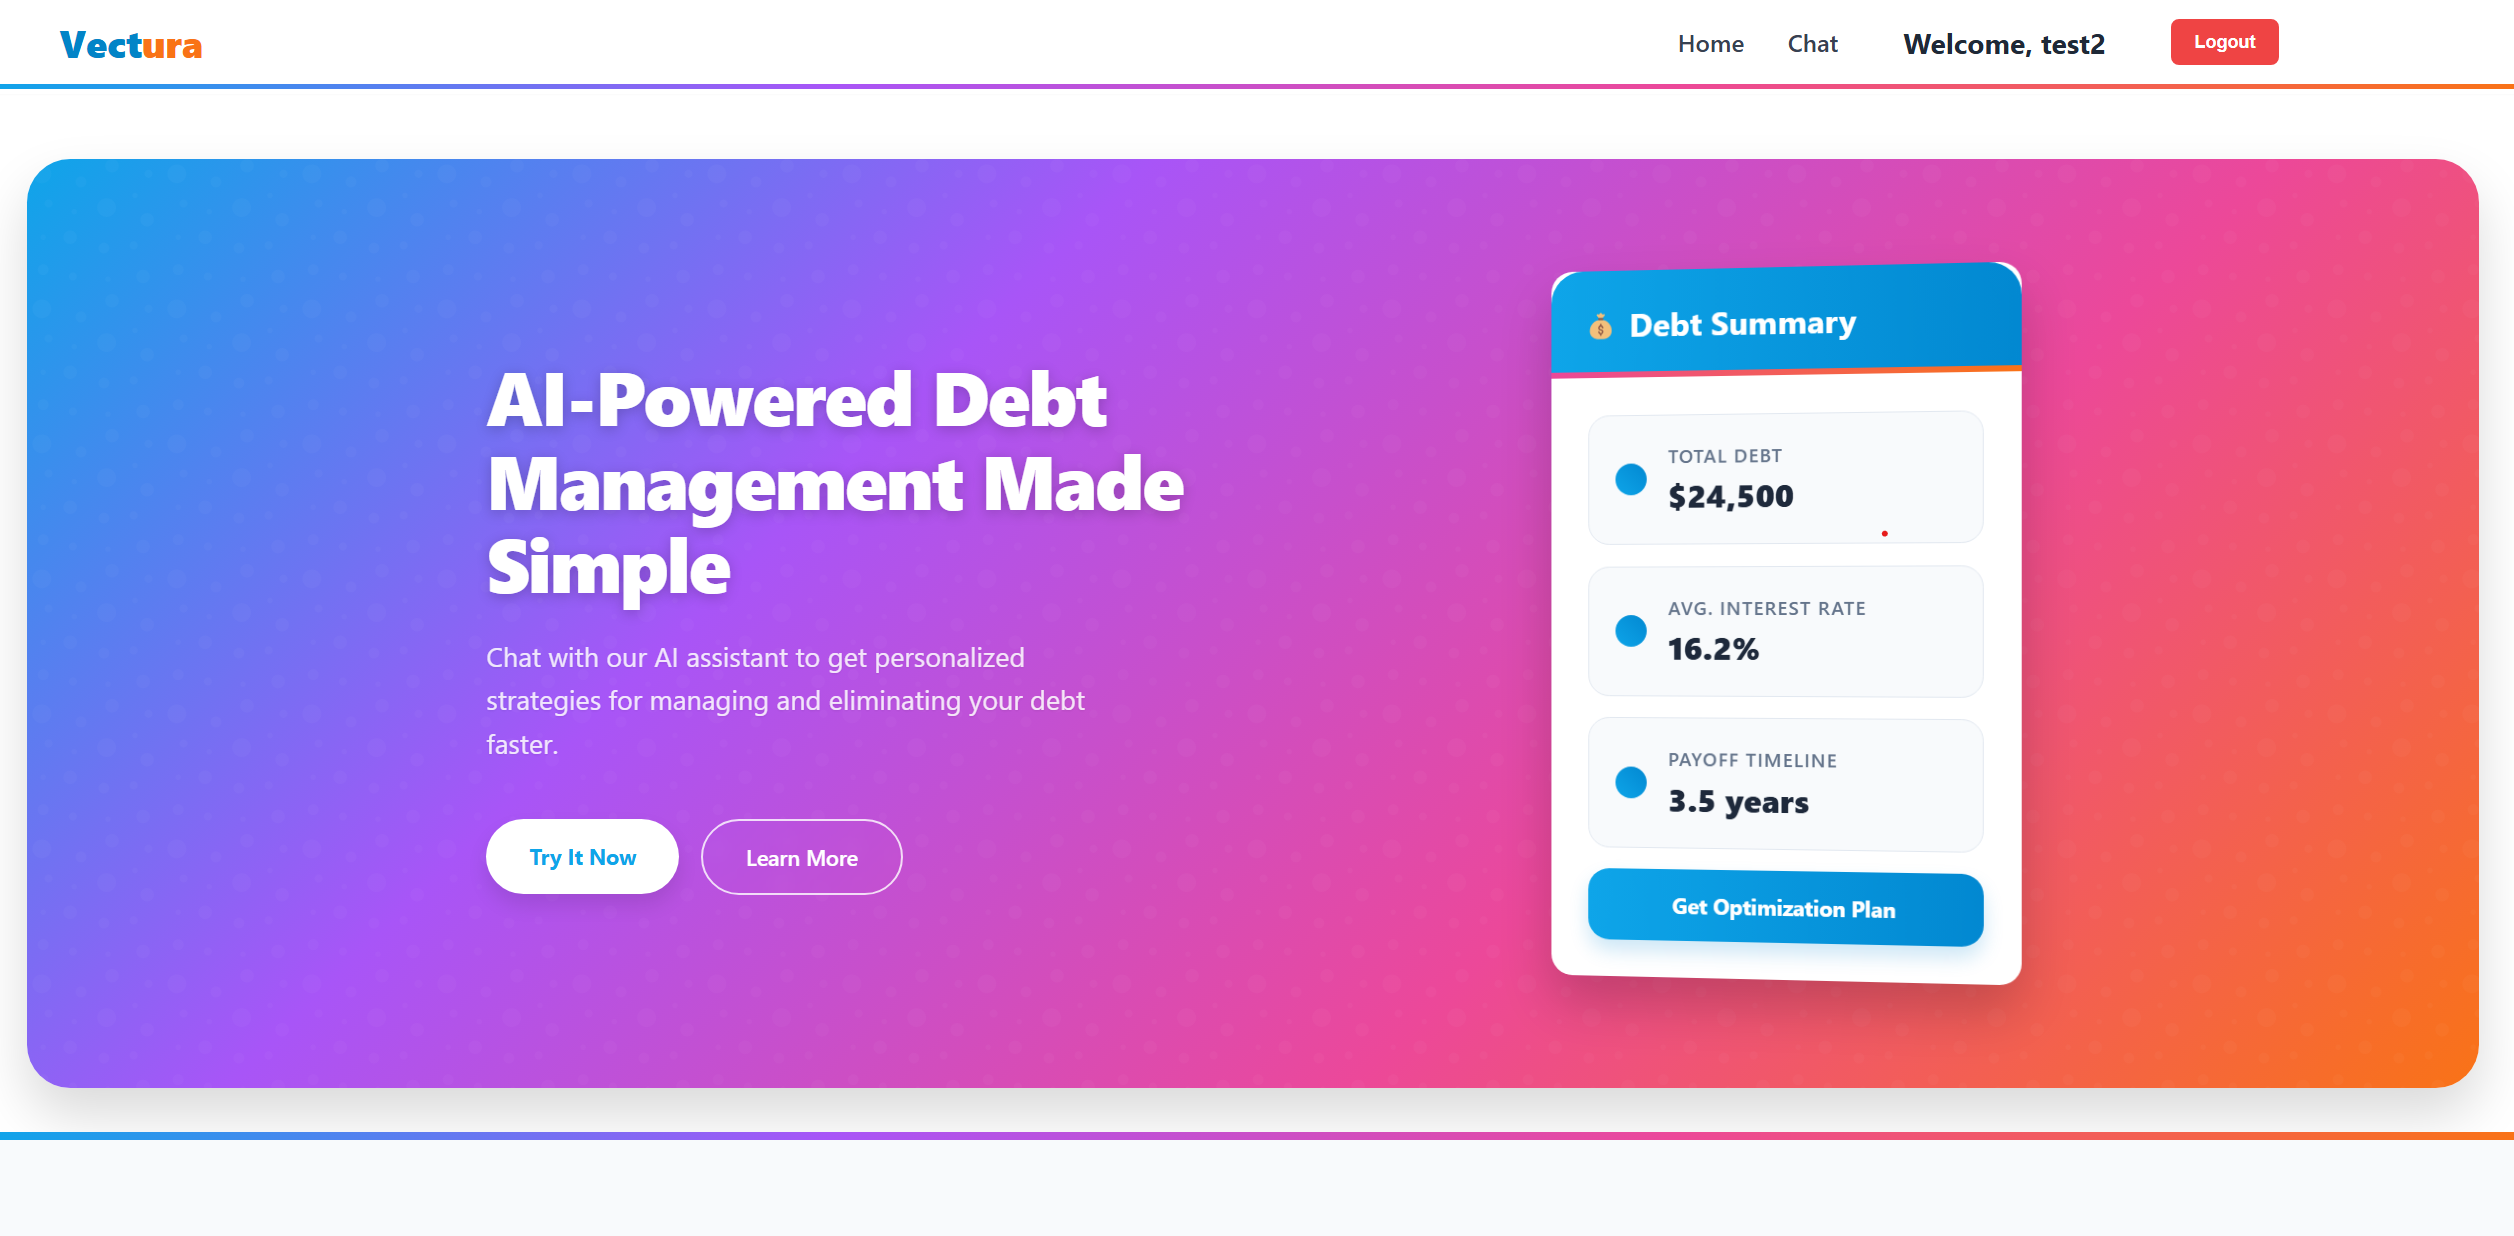 Vectura
Home
Chat
Welcome, test2
Logout
AI-Powered Debt
Management Made
Simple
Chat with our AI assistant to get personalized
strategies for managing and eliminating your debt
faster.
Try It Now
Learn More
Debt Summary
TOTAL DEBT
$24,500
AVG. INTEREST RATE
16.2%
PAYOFF TIMELINE
3.5 years
Get Optimization Plan